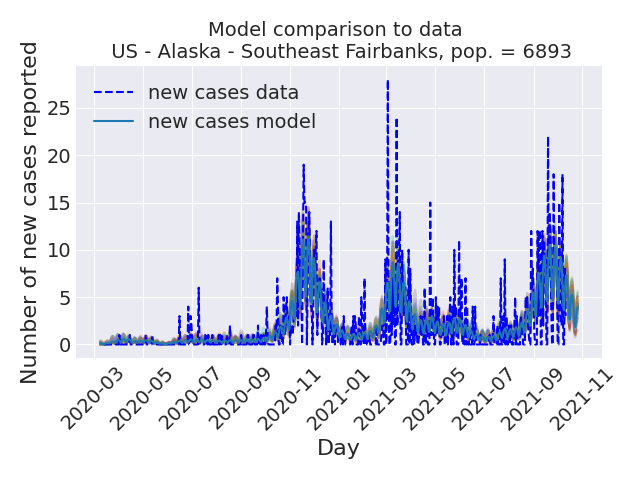 Model comparison to data
US - Alaska - Southeast Fairbanks, pop. = 6893
Number of new cases reported
new cases data
new cases model
25
20
15
10
5
0
2020-03
2020-05
2020-07
2020-09
2020-11
2021-01
2021-03
2021-05
2021-07
2021-09
2021-11
Day